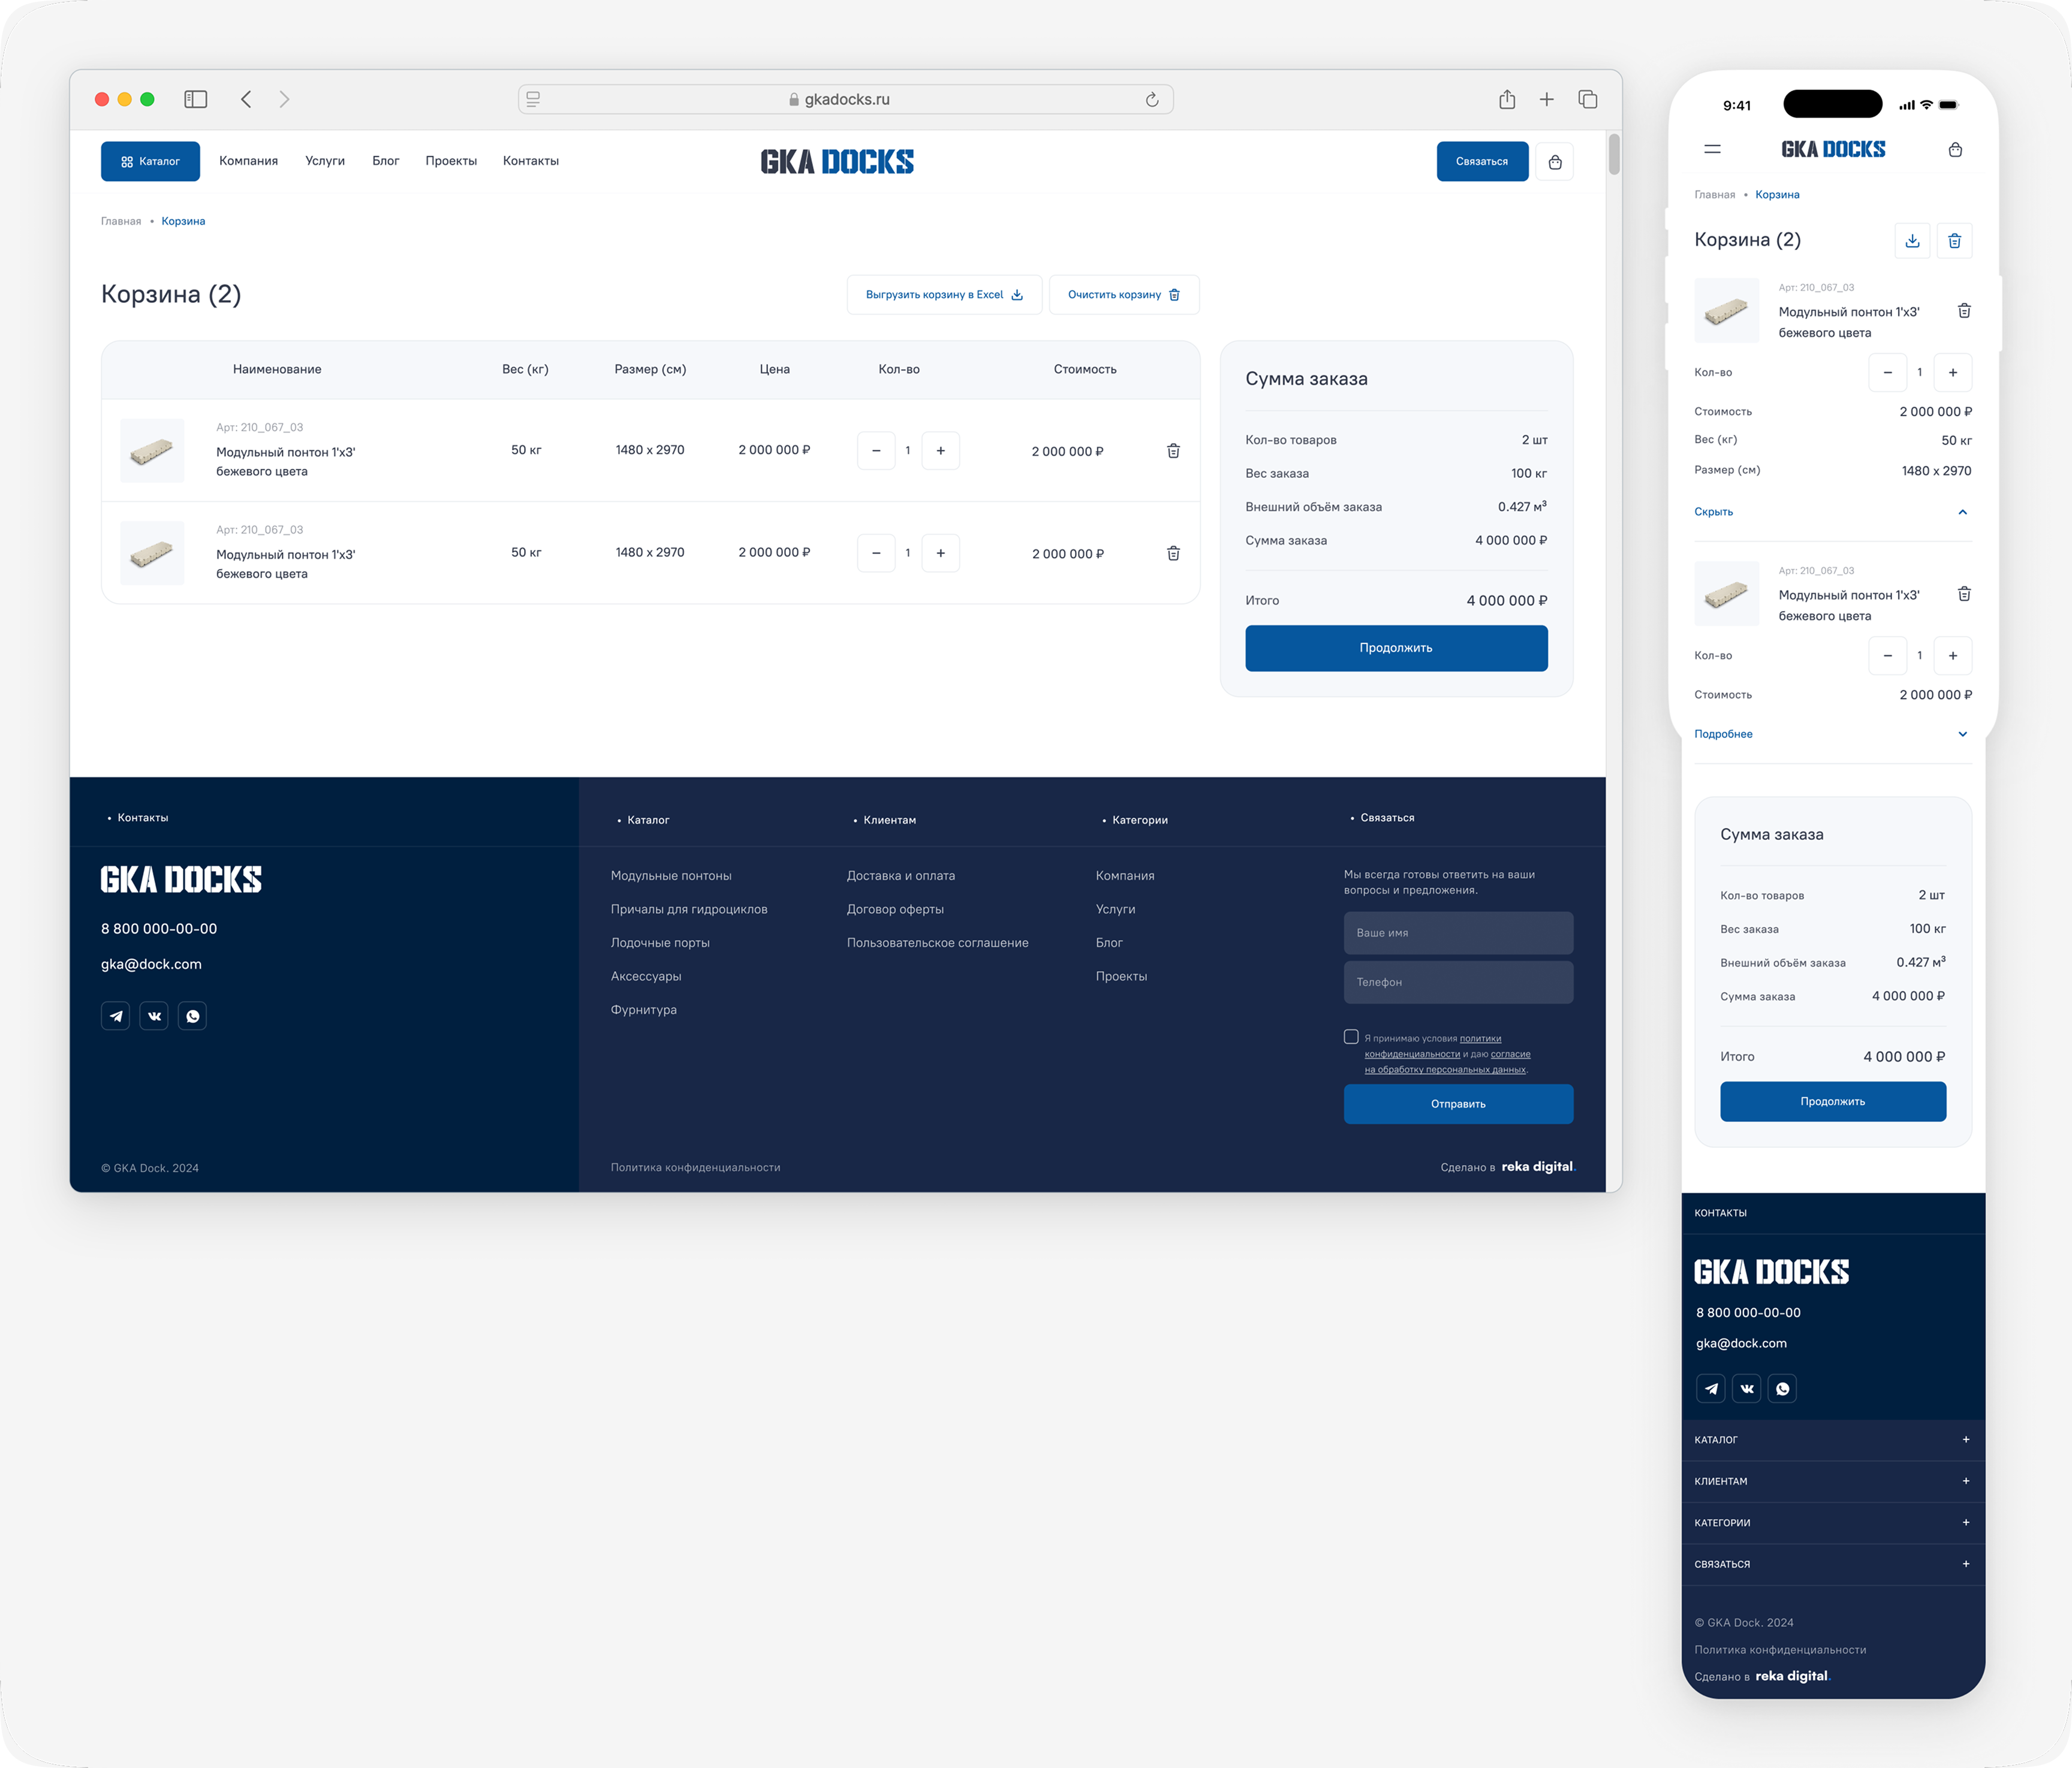 gkadocks.ru
Каталог
Компания
Услуги
Блог
Проекты
Контакты
GKA DOCKS
Связаться
Главная • Корзина
Корзина (2)
Выгрузить корзину в Excel
Очистить корзину
Наименование
Вес (кг)
Размер (см)
Цена
Кол-во
Стоимость
Арт: 210_067_03
Модульный понтон 1'x3'
бежевого цвета
50 кг
1480 x 2970
2 000 000 ₽
− 1 +
2 000 000 ₽
Арт: 210_067_03
Модульный понтон 1'x3'
бежевого цвета
50 кг
1480 x 2970
2 000 000 ₽
− 1 +
2 000 000 ₽
Сумма заказа
Кол-во товаров 2 шт
Вес заказа 100 кг
Внешний объём заказа 0.427 м³
Сумма заказа 4 000 000 ₽
Итого 4 000 000 ₽
Продолжить
• Контакты
GKA DOCKS
8 800 000-00-00
gka@dock.com
© GKA Dock. 2024
• Каталог
Модульные понтоны
Причалы для гидроциклов
Лодочные порты
Аксессуары
Фурнитура
• Клиентам
Доставка и оплата
Договор оферты
Пользовательское соглашение
• Категории
Компания
Услуги
Блог
Проекты
• Связаться
Мы всегда готовы ответить на ваши
вопросы и предложения.
Ваше имя
Телефон
Я принимаю условия политики
конфиденциальности и даю согласие
на обработку персональных данных.
Отправить
Политика конфиденциальности
Сделано в reka digital.
9:41
GKA DOCKS
Главная • Корзина
Корзина (2)
Арт: 210_067_03
Модульный понтон 1'x3'
бежевого цвета
Кол-во − 1 +
Стоимость 2 000 000 ₽
Вес (кг) 50 кг
Размер (см) 1480 x 2970
Скрыть
Арт: 210_067_03
Модульный понтон 1'x3'
бежевого цвета
Кол-во − 1 +
Стоимость 2 000 000 ₽
Подробнее
Сумма заказа
Кол-во товаров 2 шт
Вес заказа 100 кг
Внешний объём заказа 0.427 м³
Сумма заказа 4 000 000 ₽
Итого 4 000 000 ₽
Продолжить
КОНТАКТЫ
GKA DOCKS
8 800 000-00-00
gka@dock.com
КАТАЛОГ +
КЛИЕНТАМ +
КАТЕГОРИИ +
СВЯЗАТЬСЯ +
© GKA Dock. 2024
Политика конфиденциальности
Сделано в reka digital.